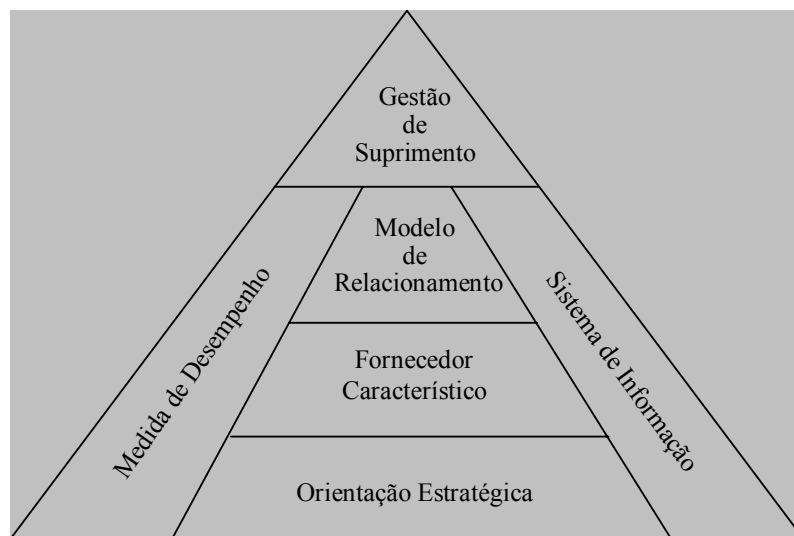 Gestão
de
Suprimento
Modelo
de
Relacionamento
Medida de Desempenho
Sistema de Informação
Fornecedor
Característico
Orientação Estratégica